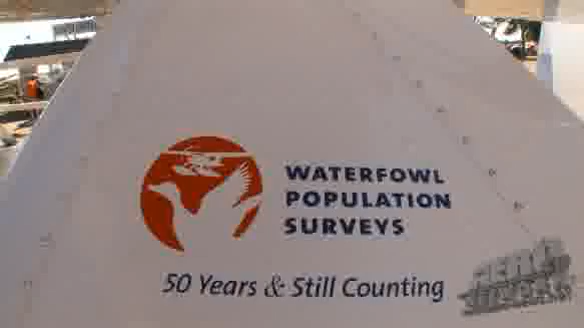 WATERFOWL
POPULATION
SURVEYS
50 Years & Still Counting